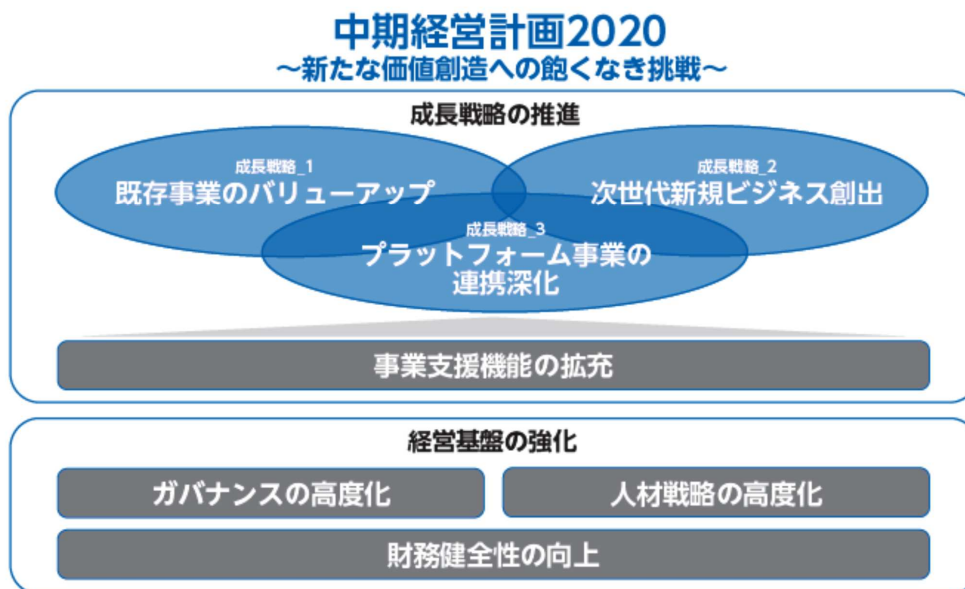 中期経営計画2020
～新たな価値創造への飽くなき挑戦～
成長戦略の推進
成長戦略_1
既存事業のバリューアップ
成長戦略_2
次世代新規ビジネス創出
成長戦略_3
プラットフォーム事業の
連携深化
事業支援機能の拡充
経営基盤の強化
ガバナンスの高度化
人材戦略の高度化
財務健全性の向上